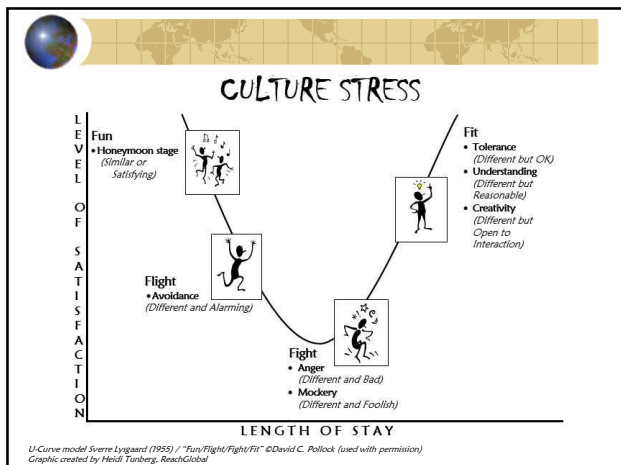 CULTURE STRESS
LEVEL OF SATISFACTION
Fun
• Honeymoon stage
(Similar or
Satisfying)
Flight
• Avoidance
(Different and Alarming)
Fight
• Anger
(Different and Bad)
• Mockery
(Different and Foolish)
Fit
• Tolerance
(Different but OK)
• Understanding
(Different but
Reasonable)
• Creativity
(Different but
Open to
Interaction)
LENGTH OF STAY
U-Curve model Sverre Lysgaard (1955) / "Fun/Flight/Fight/Fit" ©David C. Pollock (used with permission)
Graphic created by Heidi Tunberg, ReachGlobal